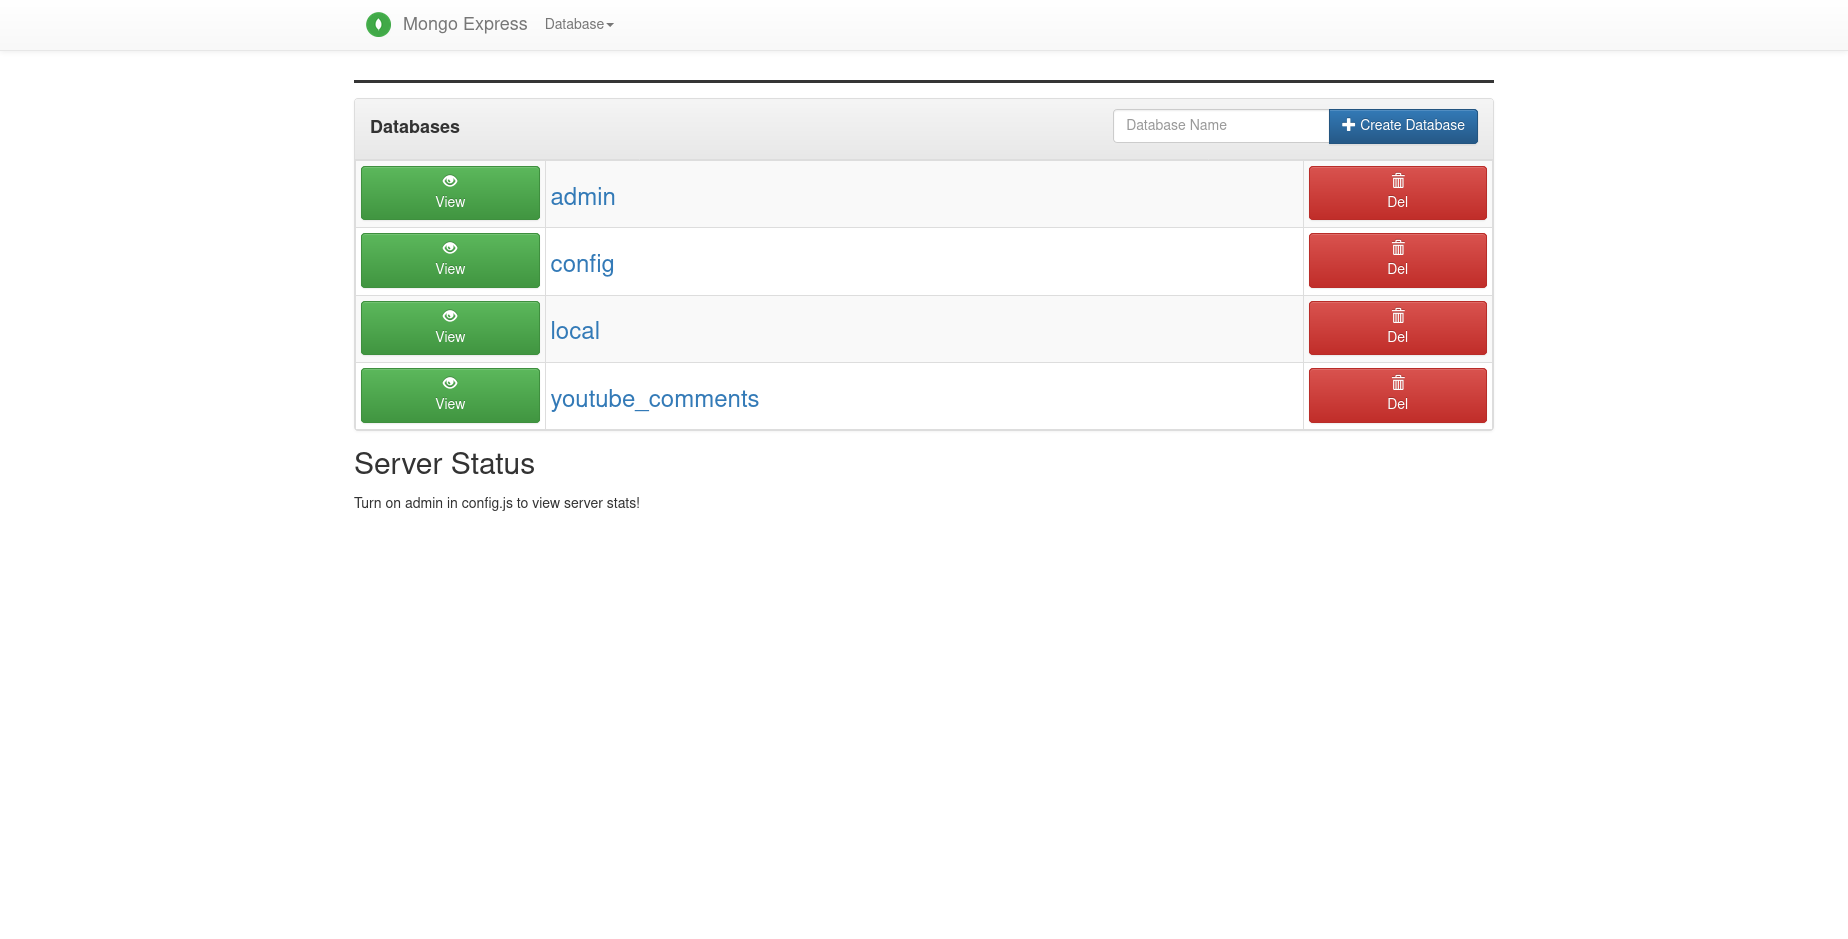 Mongo Express Database
Databases
Database Name
Create Database
View
admin
Del
View
config
Del
View
local
Del
View
youtube_comments
Del
Server Status
Turn on admin in config.js to view server stats!